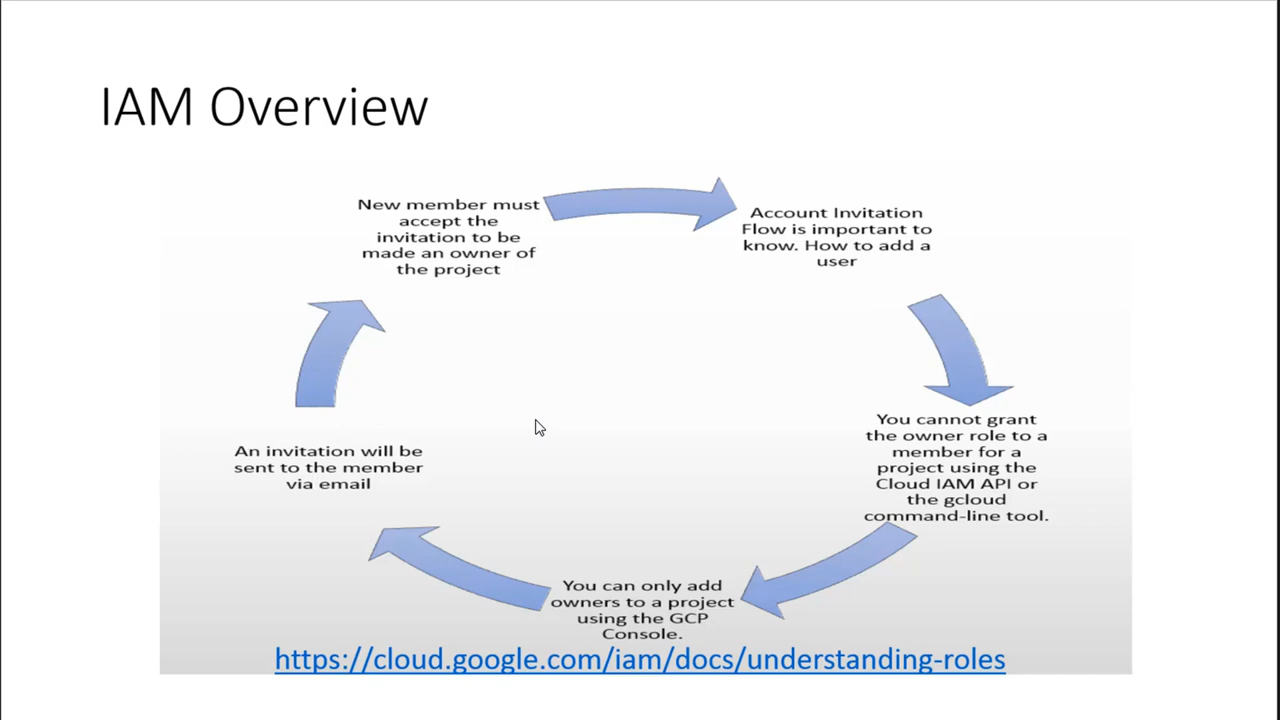 IAM Overview
New member must
accept the
invitation to be
made an owner of
the project
Account Invitation
Flow is important to
know. How to add a
user
You cannot grant
the owner role to a
member for a
project using the
Cloud IAM API or
the gcloud
command-line tool.
You can only add
owners to a project
using the GCP
Console.
An invitation will be
sent to the member
via email
https://cloud.google.com/iam/docs/understanding-roles